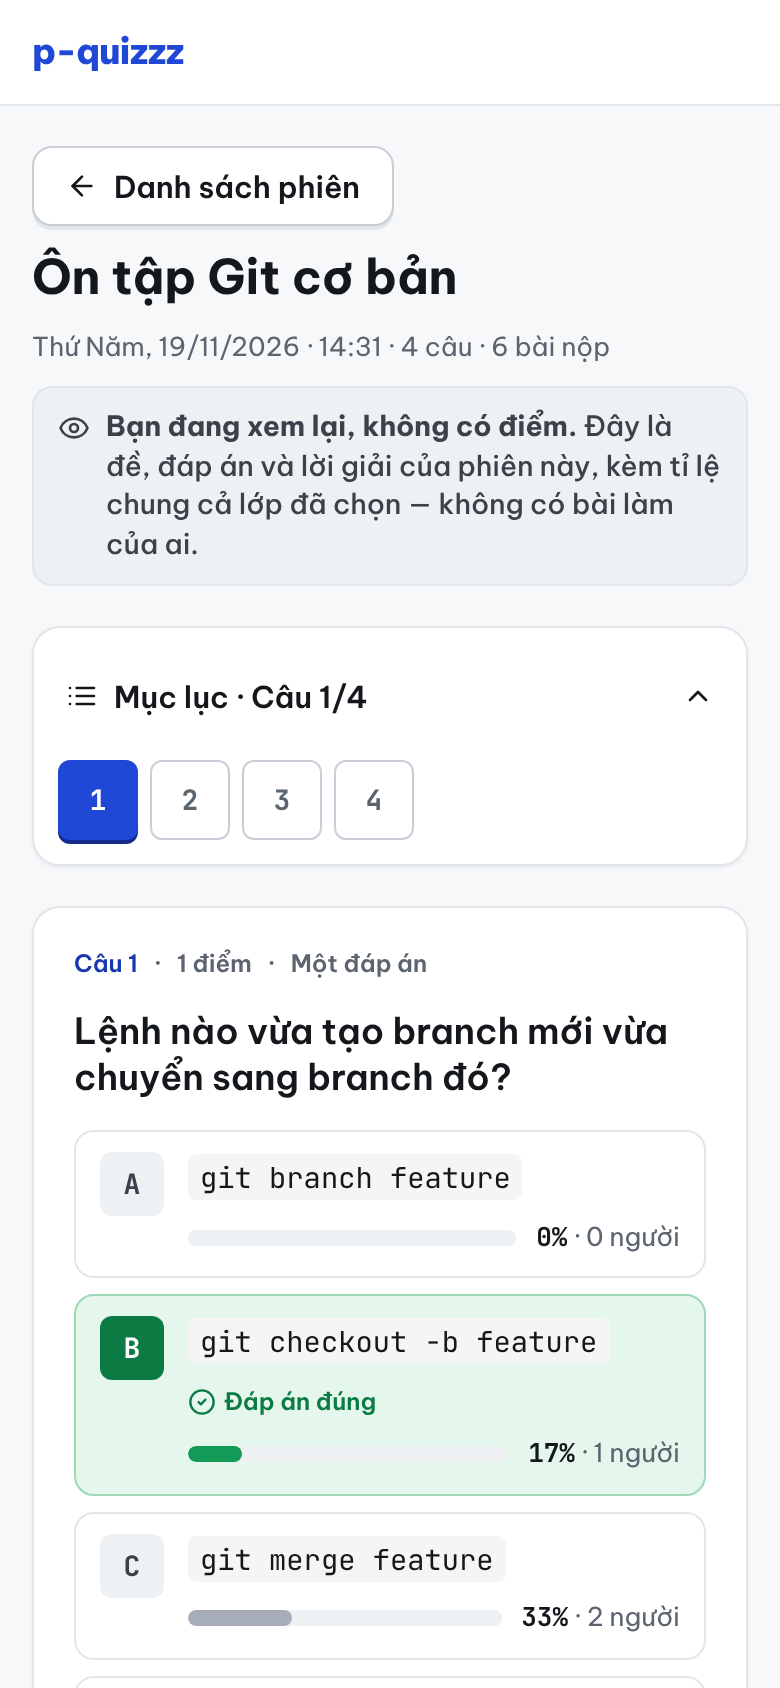 p-quizzz
Danh sách phiên
Ôn tập Git cơ bản
Thứ Năm, 19/11/2026 · 14:31 · 4 câu · 6 bài nộp
Bạn đang xem lại, không có điểm. Đây là
đề, đáp án và lời giải của phiên này, kèm tỉ lệ
chung cả lớp đã chọn — không có bài làm
của ai.
Mục lục · Câu 1/4
1 2 3 4
Câu 1 · 1 điểm · Một đáp án
Lệnh nào vừa tạo branch mới vừa
chuyển sang branch đó?
A git branch feature
0% · 0 người
B git checkout -b feature
Đáp án đúng
17% · 1 người
C git merge feature
33% · 2 người